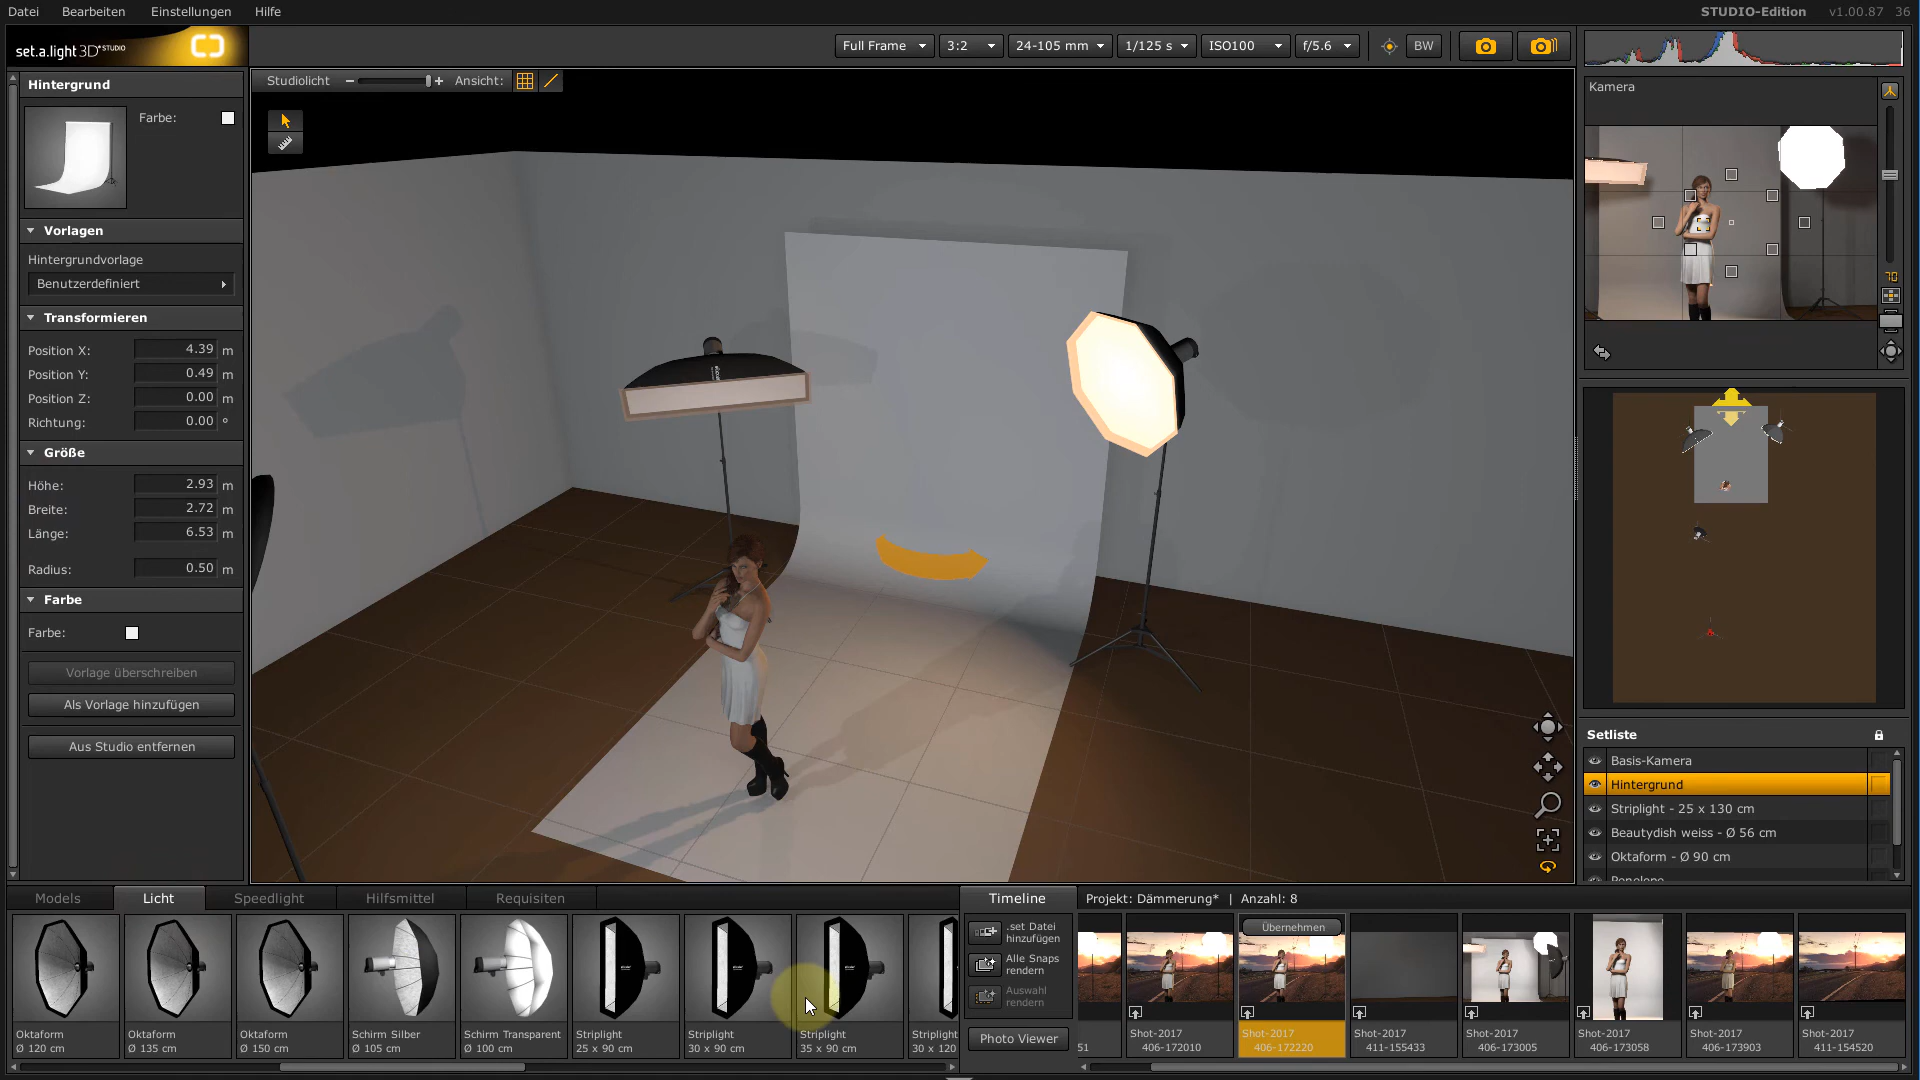 Datei Bearbeiten Einstellungen Hilfe STUDIO-Edition v1.00.87 36
set.a.light 3D STUDIO
Full Frame 3:2 24-105 mm 1/125 s ISO100 f/5.6 BW
Hintergrund
Studiolicht Ansicht:
Kamera
Farbe:
Vorlagen
Hintergrundvorlage
Benutzerdefiniert
Transformieren
Position X: 4.39 m
Position Y: 0.49 m
Position Z: 0.00 m
Richtung: 0.00 °
Größe
Höhe: 2.93 m
Breite: 2.72 m
Länge: 6.53 m
Radius: 0.50 m
Farbe
Farbe:
Vorlage überschreiben
Als Vorlage hinzufügen
Aus Studio entfernen
70
Setliste
Basis-Kamera
Hintergrund
Striplight - 25 x 130 cm
Beautydish weiss - Ø 56 cm
Oktaform - Ø 90 cm
Penelope
Models Licht Speedlight Hilfsmittel Requisiten
Oktaform
Ø 120 cm
Oktaform
Ø 135 cm
Oktaform
Ø 150 cm
Schirm Silber
Ø 105 cm
Schirm Transparent
Ø 100 cm
Striplight
25 x 90 cm
Striplight
30 x 90 cm
Striplight
35 x 90 cm
Striplight
30 x 120
Timeline Projekt: Dämmerung* | Anzahl: 8
.set Datei
hinzufügen
Alle Snaps
rendern
Auswahl
rendern
Photo Viewer
Übernehmen
51
Shot-2017
406-172010
Shot-2017
406-172220
Shot-2017
411-155433
Shot-2017
406-173005
Shot-2017
406-173058
Shot-2017
406-173903
Shot-2017
411-154520